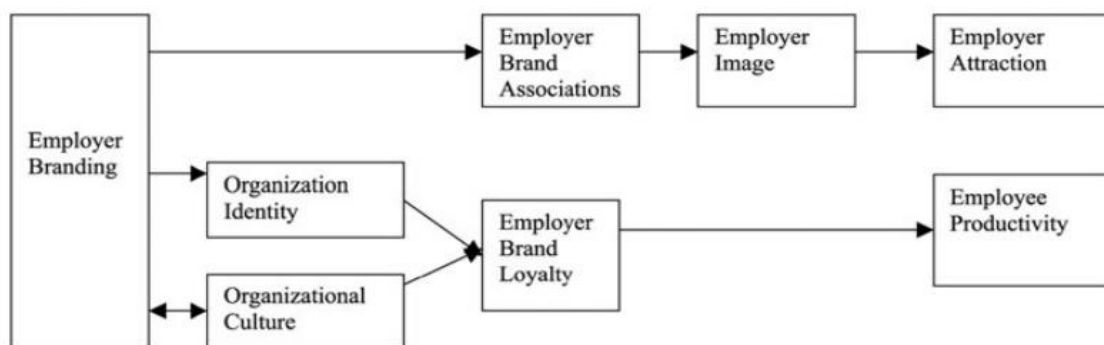 Employer
Branding
Employer
Brand
Associations
Employer
Image
Employer
Attraction
Organization
Identity
Organizational
Culture
Employer
Brand
Loyalty
Employee
Productivity